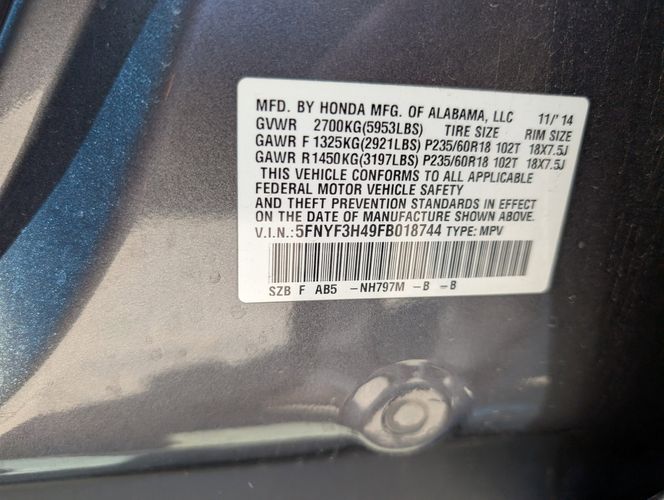 MFD. BY HONDA MFG. OF ALABAMA, LLC 11/'14
GVWR 2700KG(5953LBS) TIRE SIZE RIM SIZE
GAWR F 1325KG(2921LBS) P235/60R18 102T 18X7.5J
GAWR R1450KG(3197LBS) P235/60R18 102T 18X7.5J
THIS VEHICLE CONFORMS TO ALL APPLICABLE
FEDERAL MOTOR VEHICLE SAFETY
AND THEFT PREVENTION STANDARDS IN EFFECT
ON THE DATE OF MANUFACTURE SHOWN ABOVE.
V.I.N.:5FNYF3H49FB018744 TYPE: MPV
SZB F AB5 -NH797M -B -B